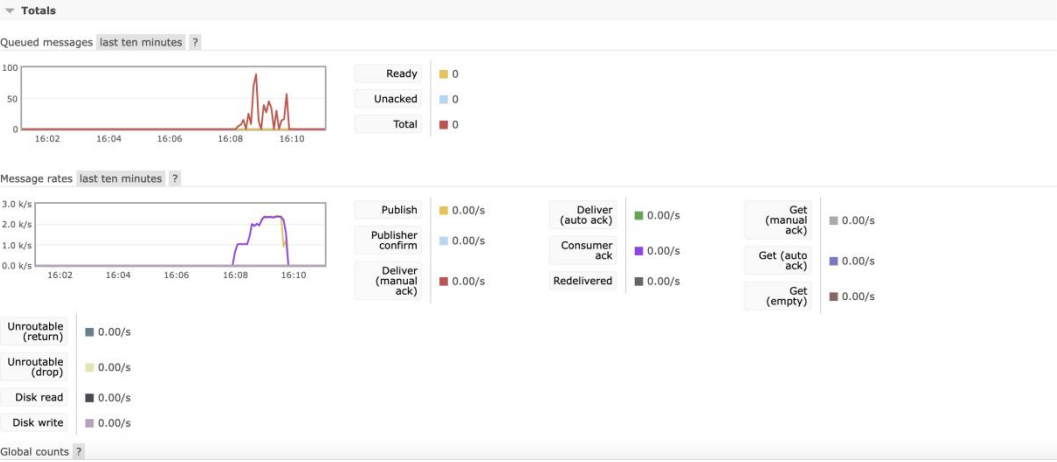 Totals
Queued messages last ten minutes ?
100
50
0
16:02 16:04 16:06 16:08 16:10
Ready 0
Unacked 0
Total 0
Message rates last ten minutes ?
3.0 k/s
2.0 k/s
1.0 k/s
0.0 k/s
16:02 16:04 16:06 16:08 16:10
Publish 0.00/s
Publisher
confirm 0.00/s
Deliver
(manual
ack) 0.00/s
Deliver
(auto ack) 0.00/s
Consumer
ack 0.00/s
Redelivered 0.00/s
Get
(manual
ack) 0.00/s
Get (auto
ack) 0.00/s
Get
(empty) 0.00/s
Unroutable
(return) 0.00/s
Unroutable
(drop) 0.00/s
Disk read 0.00/s
Disk write 0.00/s
Global counts ?